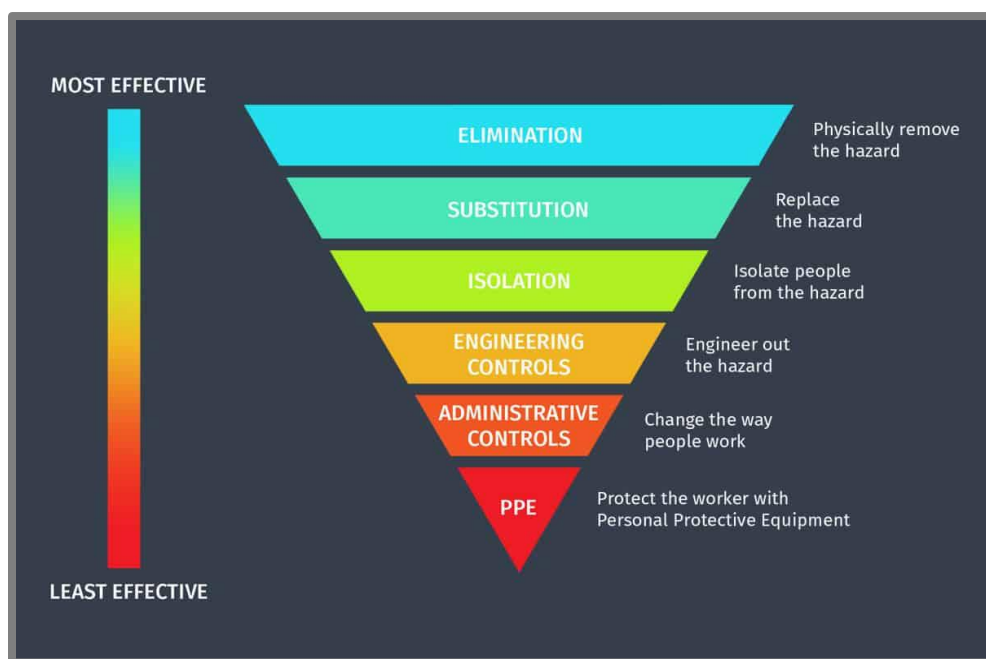 MOST EFFECTIVE
ELIMINATION
Physically remove
the hazard
SUBSTITUTION
Replace
the hazard
ISOLATION
Isolate people
from the hazard
ENGINEERING
CONTROLS
Engineer out
the hazard
ADMINISTRATIVE
CONTROLS
Change the way
people work
PPE
Protect the worker with
Personal Protective Equipment
LEAST EFFECTIVE